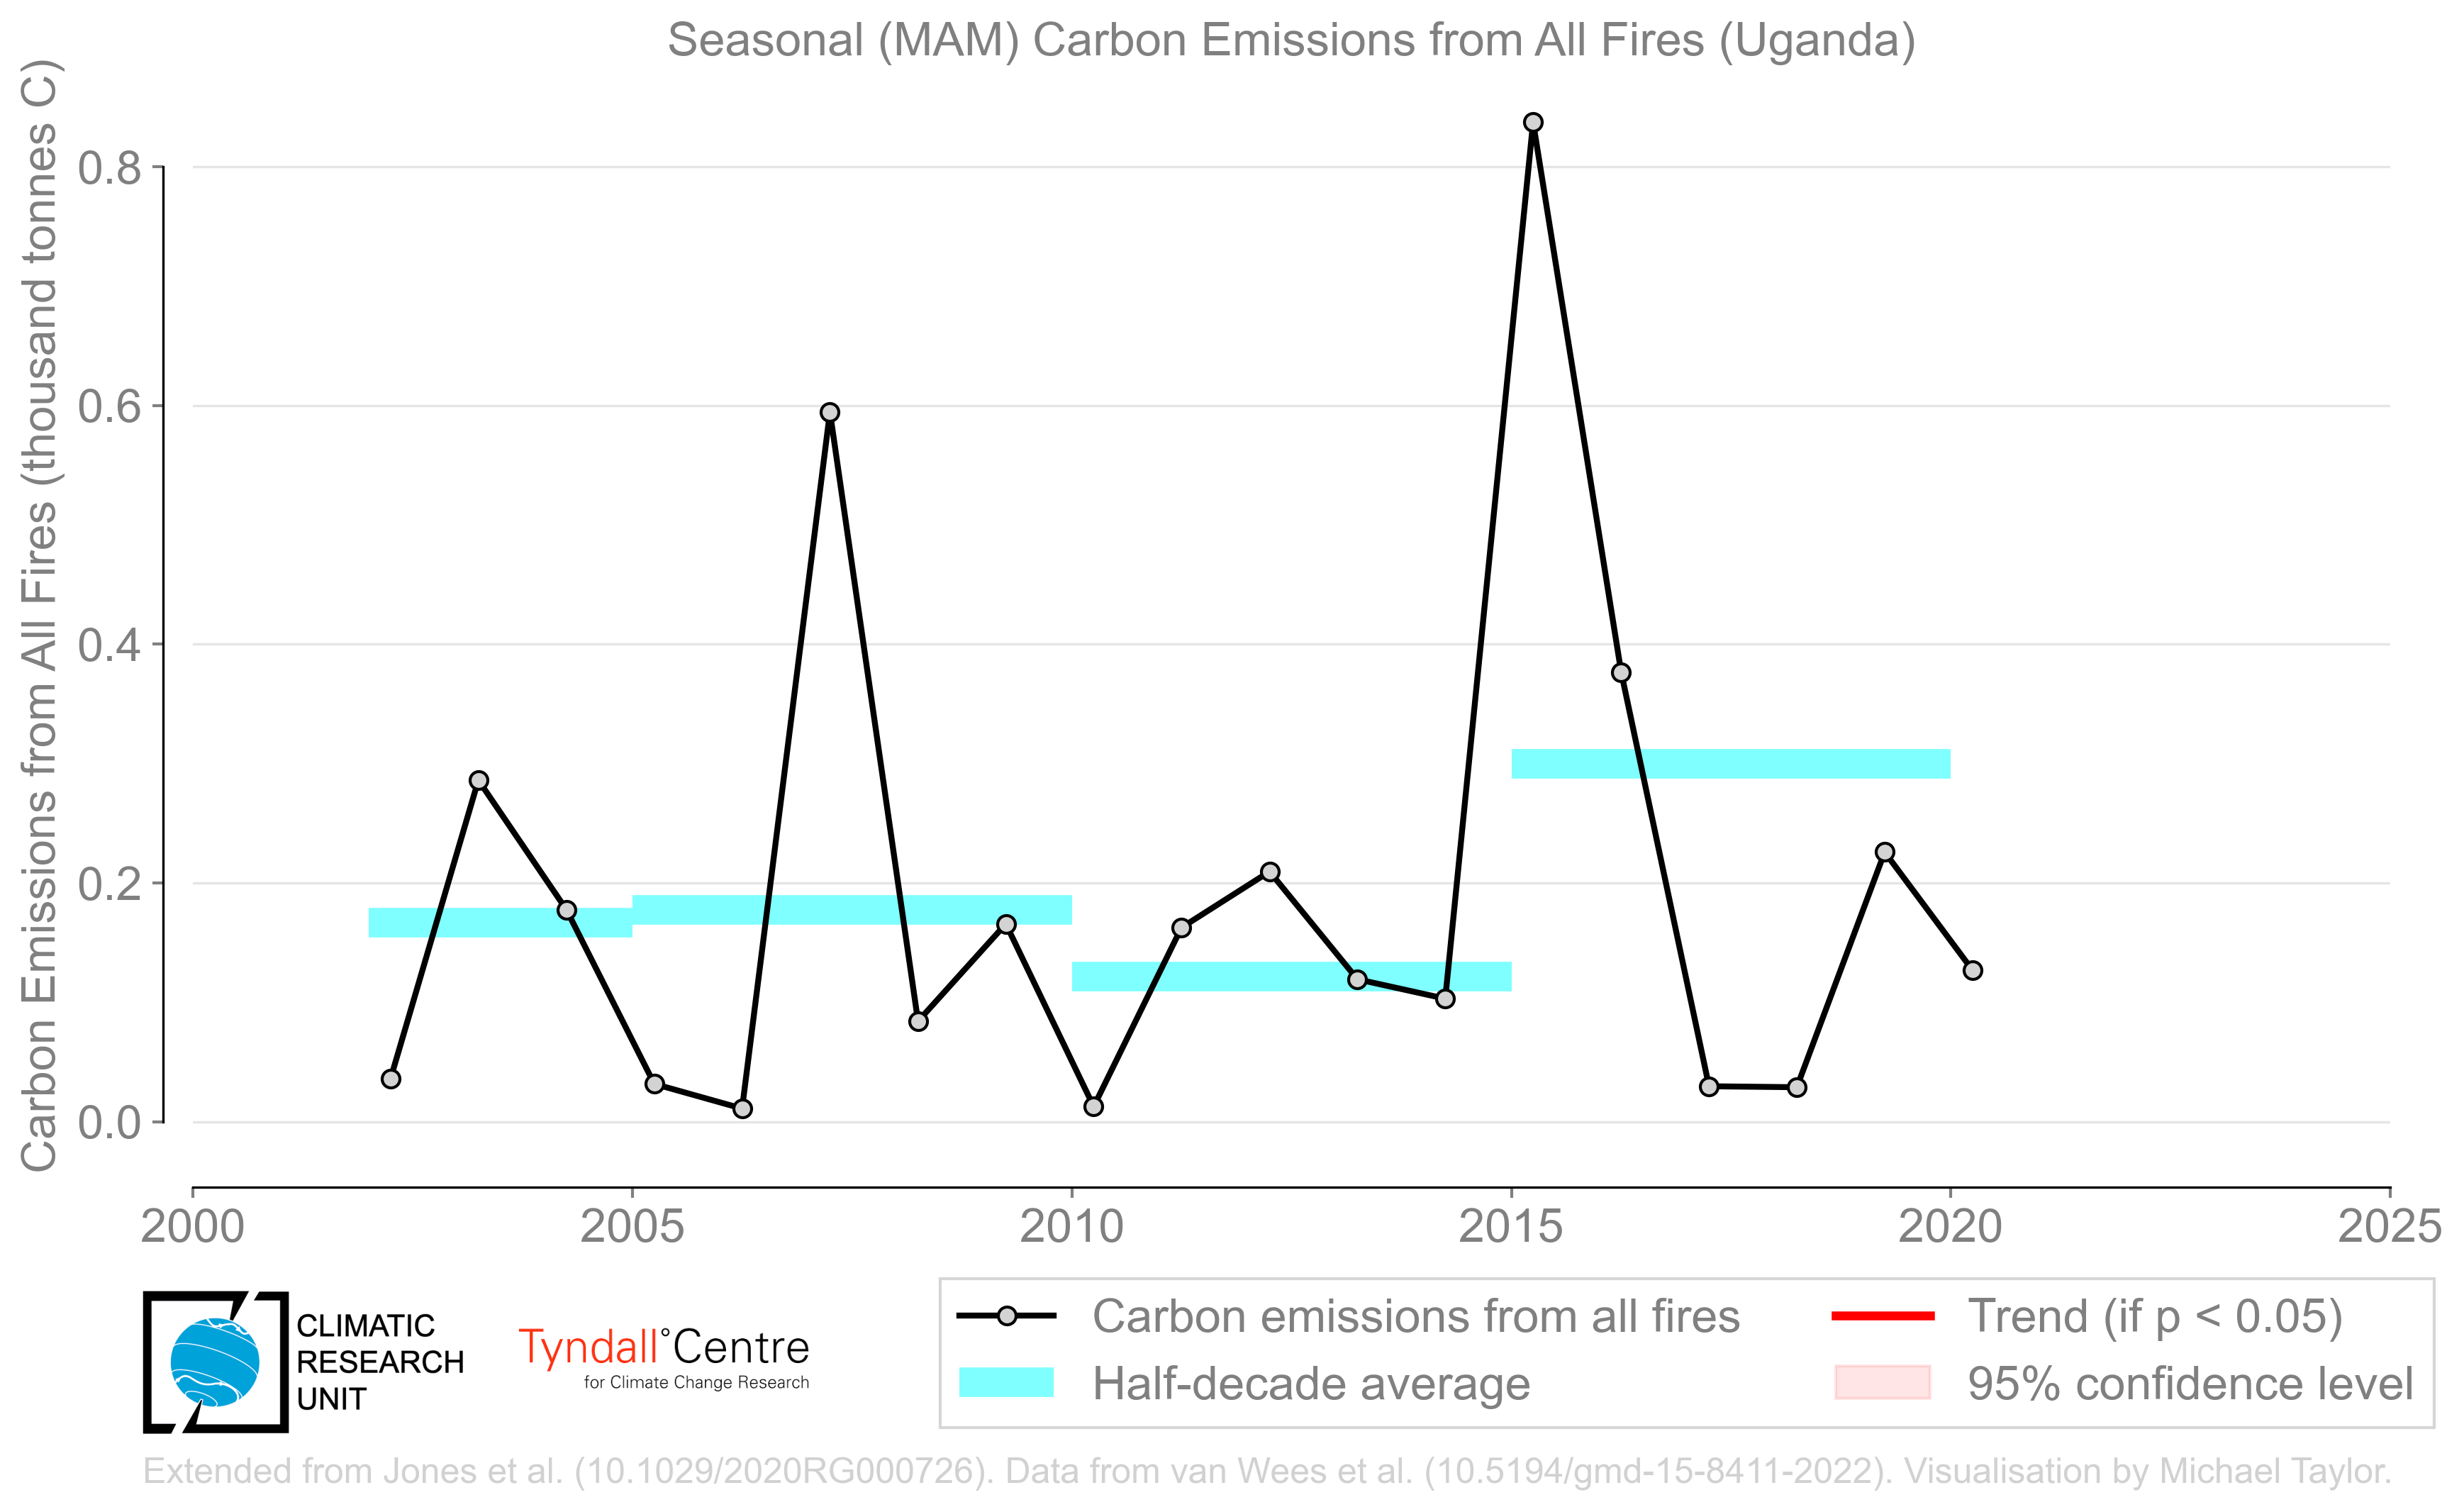 Seasonal (MAM) Carbon Emissions from All Fires (Uganda)
Carbon Emissions from All Fires (thousand tonnes C)
0.8
0.6
0.4
0.2
0.0
2000
2005
2010
2015
2020
2025
CLIMATIC
RESEARCH
UNIT
Tyndall°Centre
for Climate Change Research
Carbon emissions from all fires
Half-decade average
Trend (if p < 0.05)
95% confidence level
Extended from Jones et al. (10.1029/2020RG000726). Data from van Wees et al. (10.5194/gmd-15-8411-2022). Visualisation by Michael Taylor.